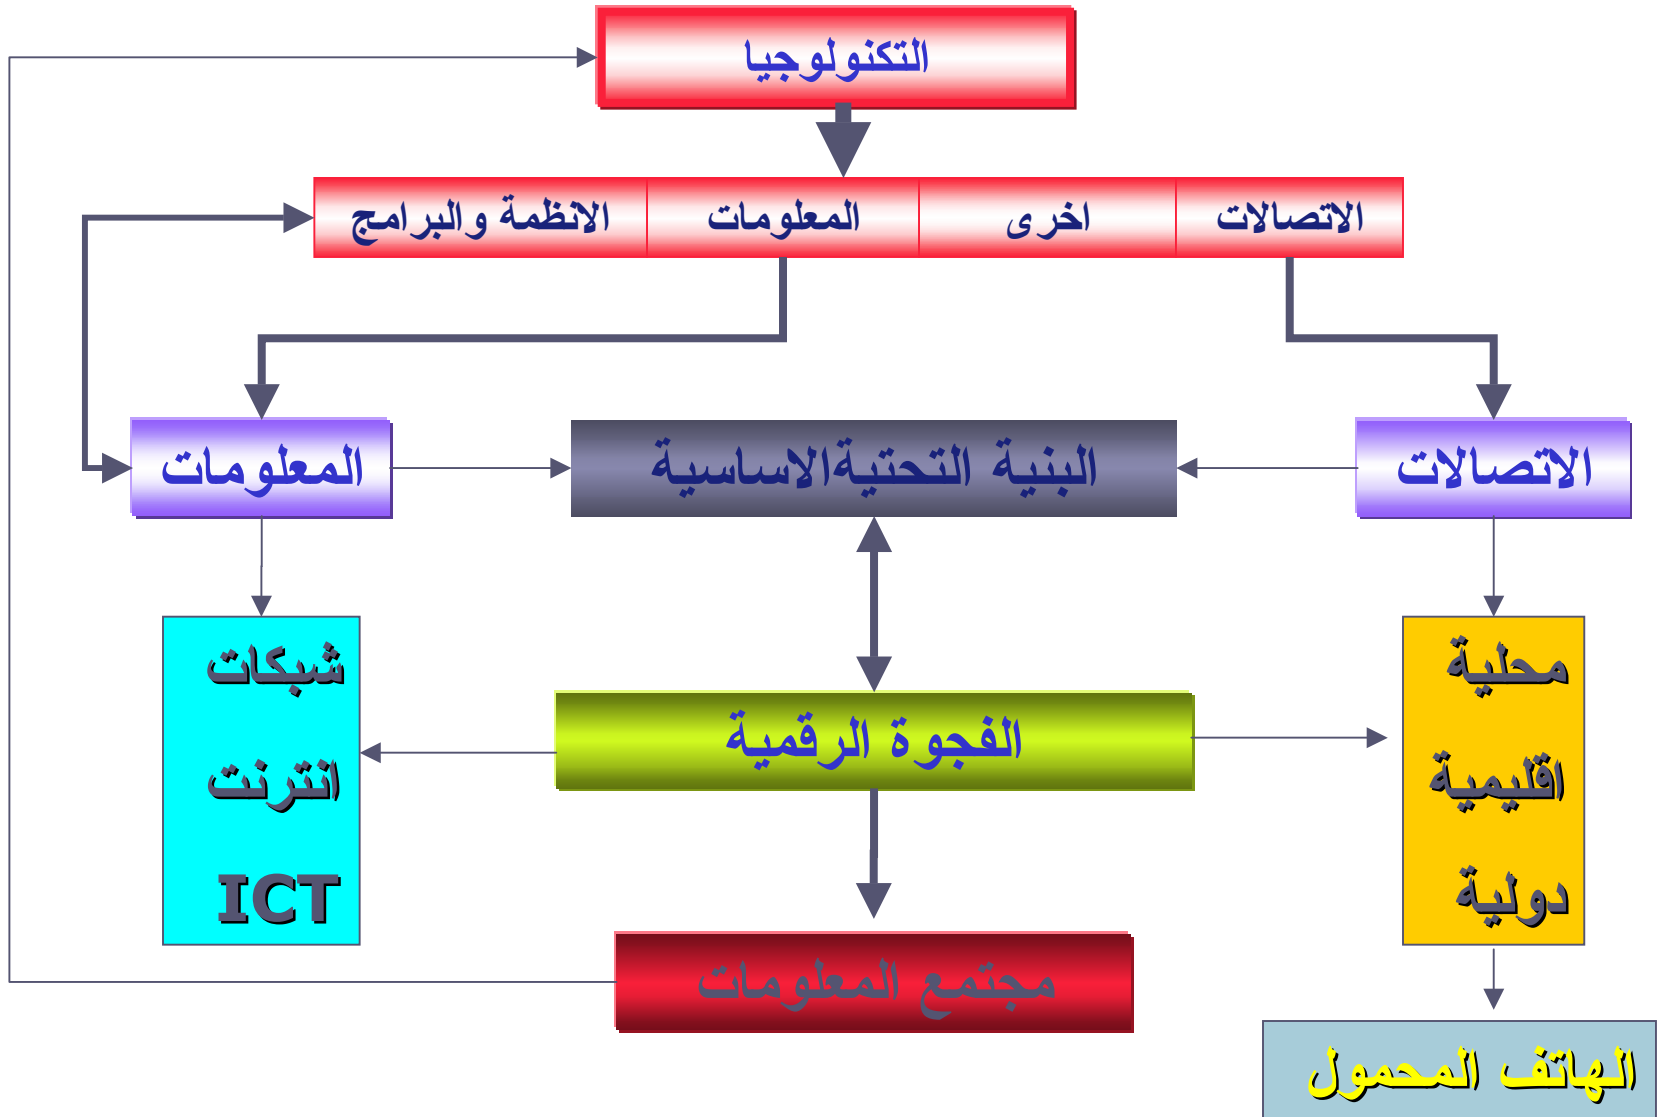 التكنولوجيا
الاتصالات
اخرى
المعلومات
الانظمة والبرامج
الاتصالات
البنية التحتيةالاساسية
المعلومات
محلية
اقليمية
دولية
الفجوة الرقمية
شبكات
انترنت
ICT
مجتمع المعلومات
الهاتف المحمول